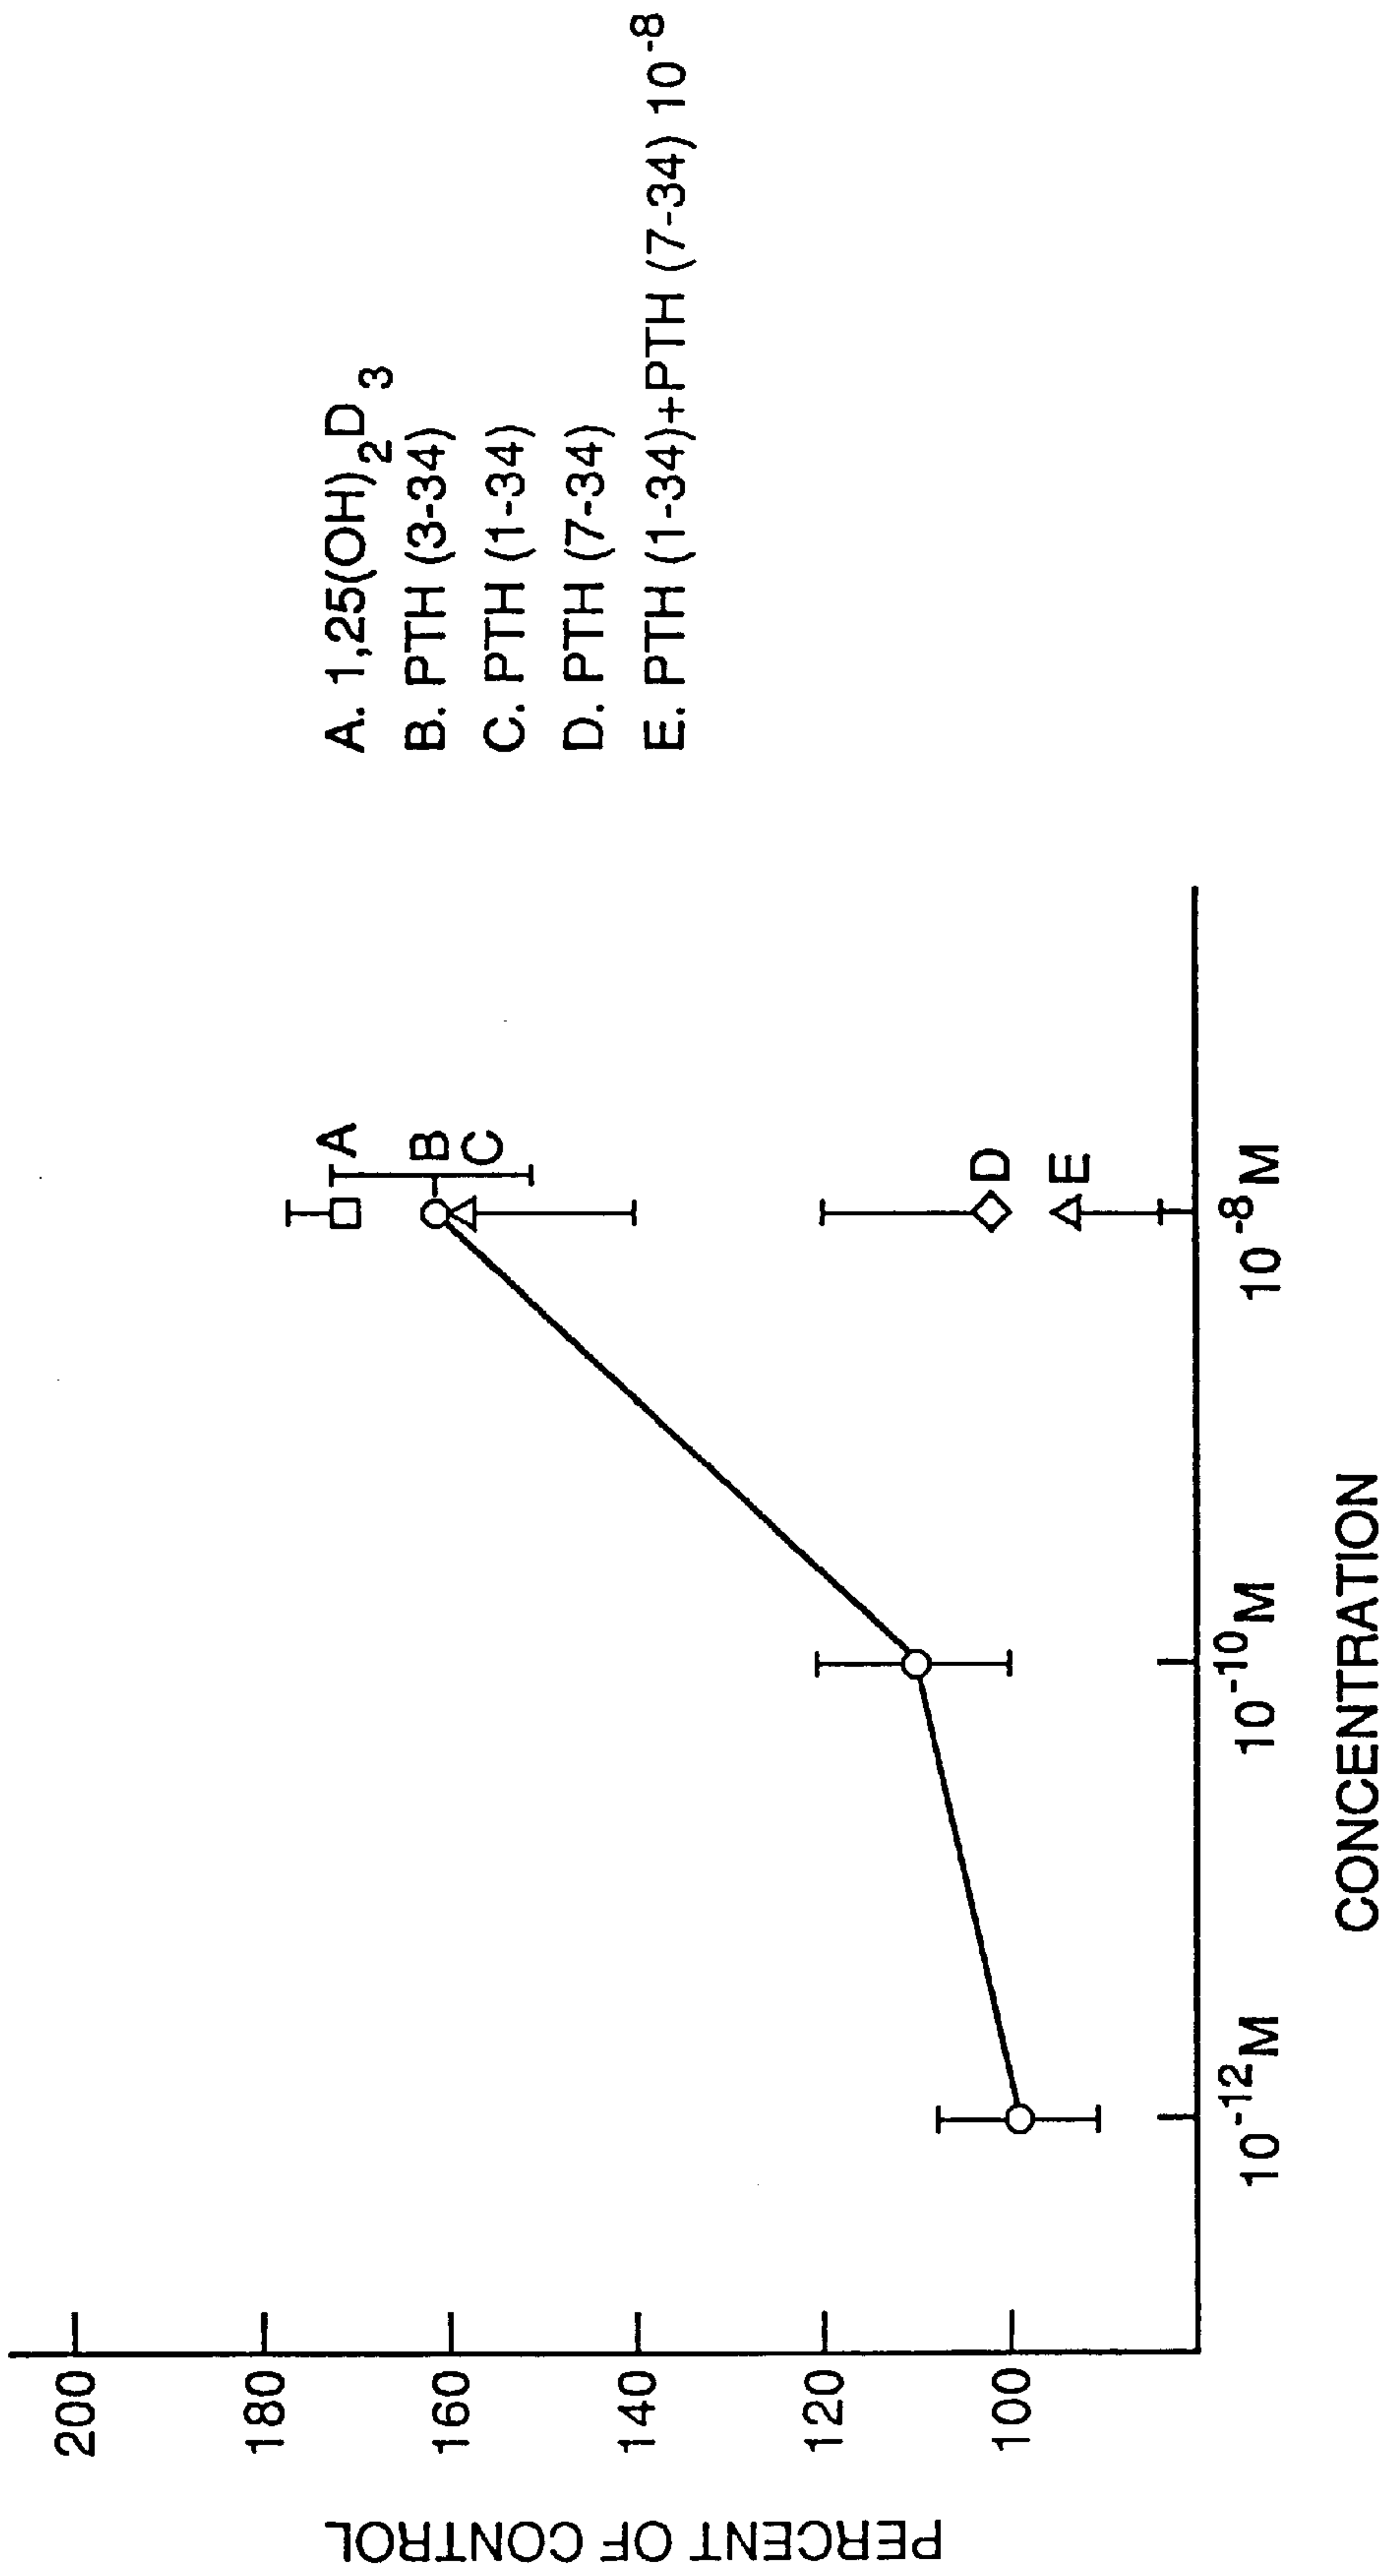 PERCENT OF CONTROL
200
180
160
140
120
100
A
B
C
D
E
10-12M
10-10M
10-8M
CONCENTRATION
A. 1,25(OH)2D3
B. PTH (3-34)
C. PTH (1-34)
D. PTH (7-34)
E. PTH (1-34)+PTH (7-34) 10-8